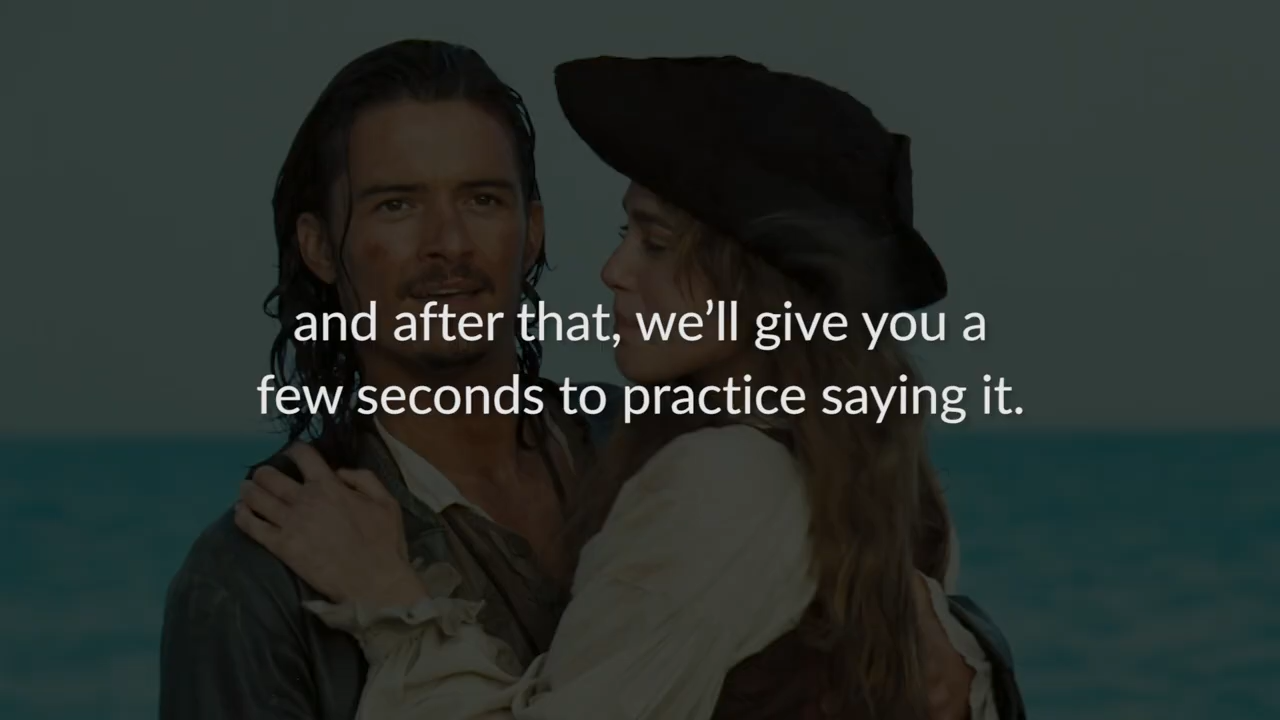 and after that, we’ll give you a
few seconds to practice saying it.